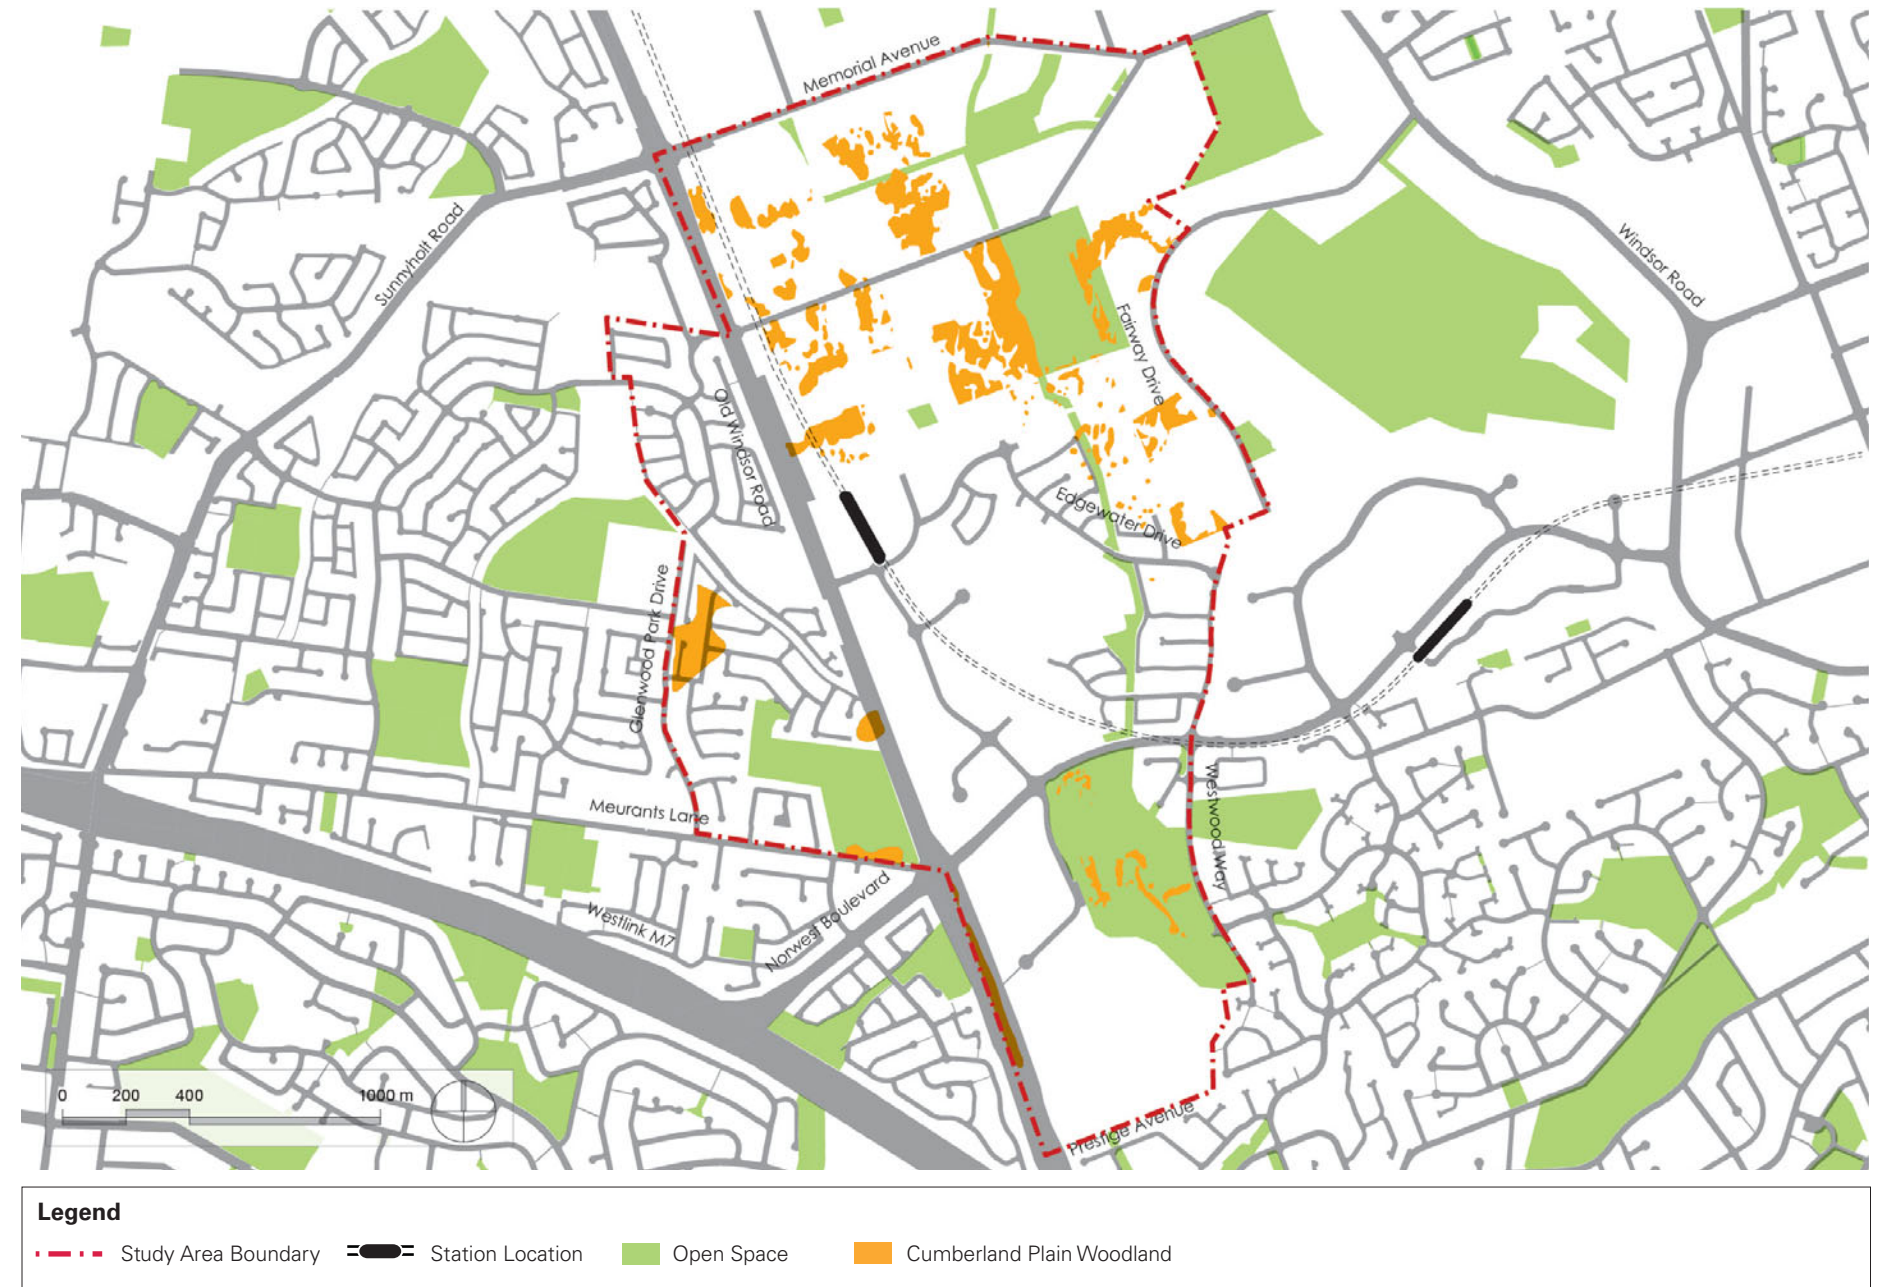 Memorial Avenue
Sunnyholt Road
Windsor Road
Fairway Drive
Old Windsor Road
Edgewater Drive
Glenwood Park Drive
Meurants Lane
Westwood Way
Westlink M7
Norwest Boulevard
Prestige Avenue
0 200 400 1000 m
Legend
Study Area Boundary Station Location Open Space Cumberland Plain Woodland